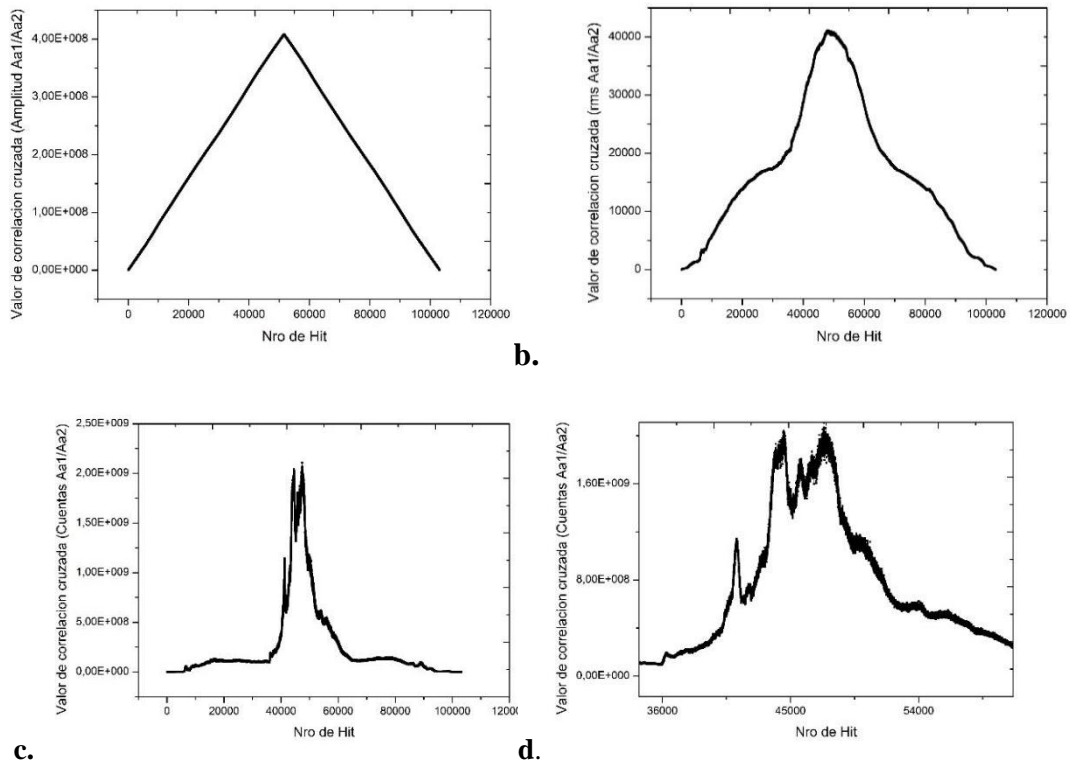 Valor de correlacion cruzada (Amplitud Aa1/Aa2)
4,00E+008
3,00E+008
2,00E+008
1,00E+008
0,00E+000
0 20000 40000 60000 80000 100000 120000
Nro de Hit
Valor de correlacion cruzada (rms Aa1/Aa2)
40000
30000
20000
10000
0
0 20000 40000 60000 80000 100000 120000
Nro de Hit
b.
Valor de correlacion cruzada (Cuentas Aa1/Aa2)
2,50E+009
2,00E+009
1,50E+009
1,00E+009
5,00E+008
0,00E+000
0 20000 40000 60000 80000 100000 12000
Nro de Hit
c.
Valor de correlacion cruzada (Cuentas Aa1/Aa2)
1,60E+009
8,00E+008
0,00E+000
36000 45000 54000
Nro de Hit
d.